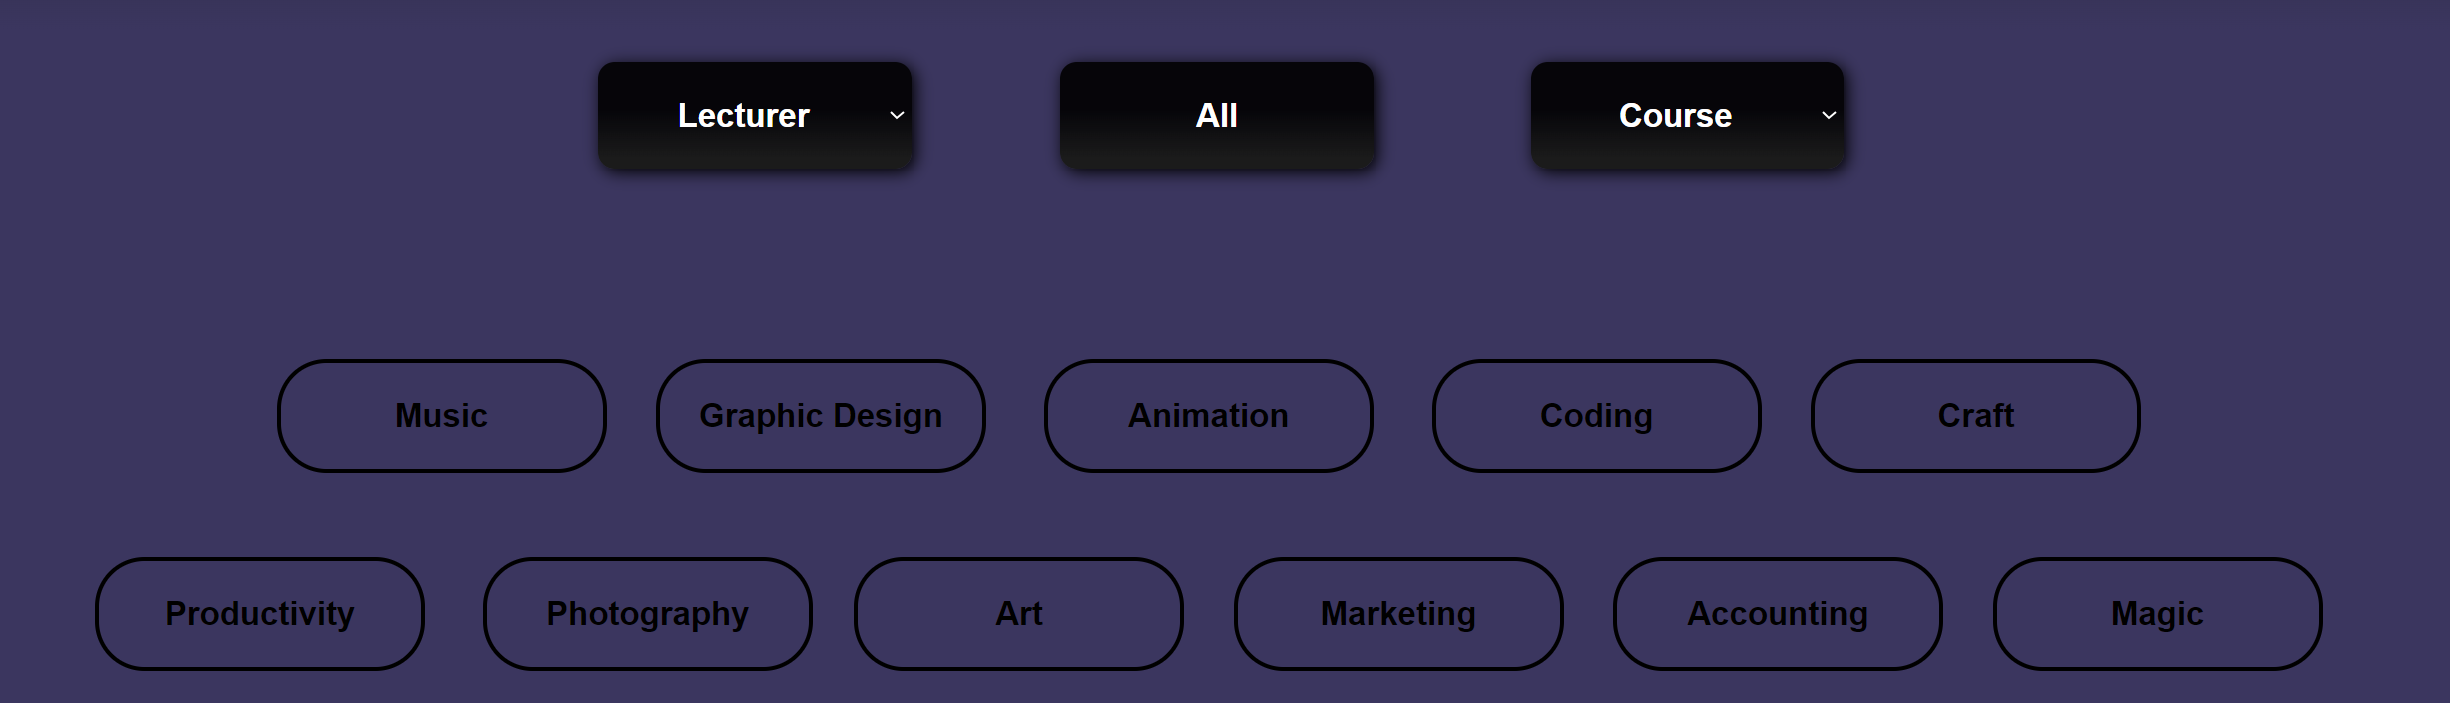 Lecturer All Course
Music Graphic Design Animation Coding Craft
Productivity Photography Art Marketing Accounting Magic